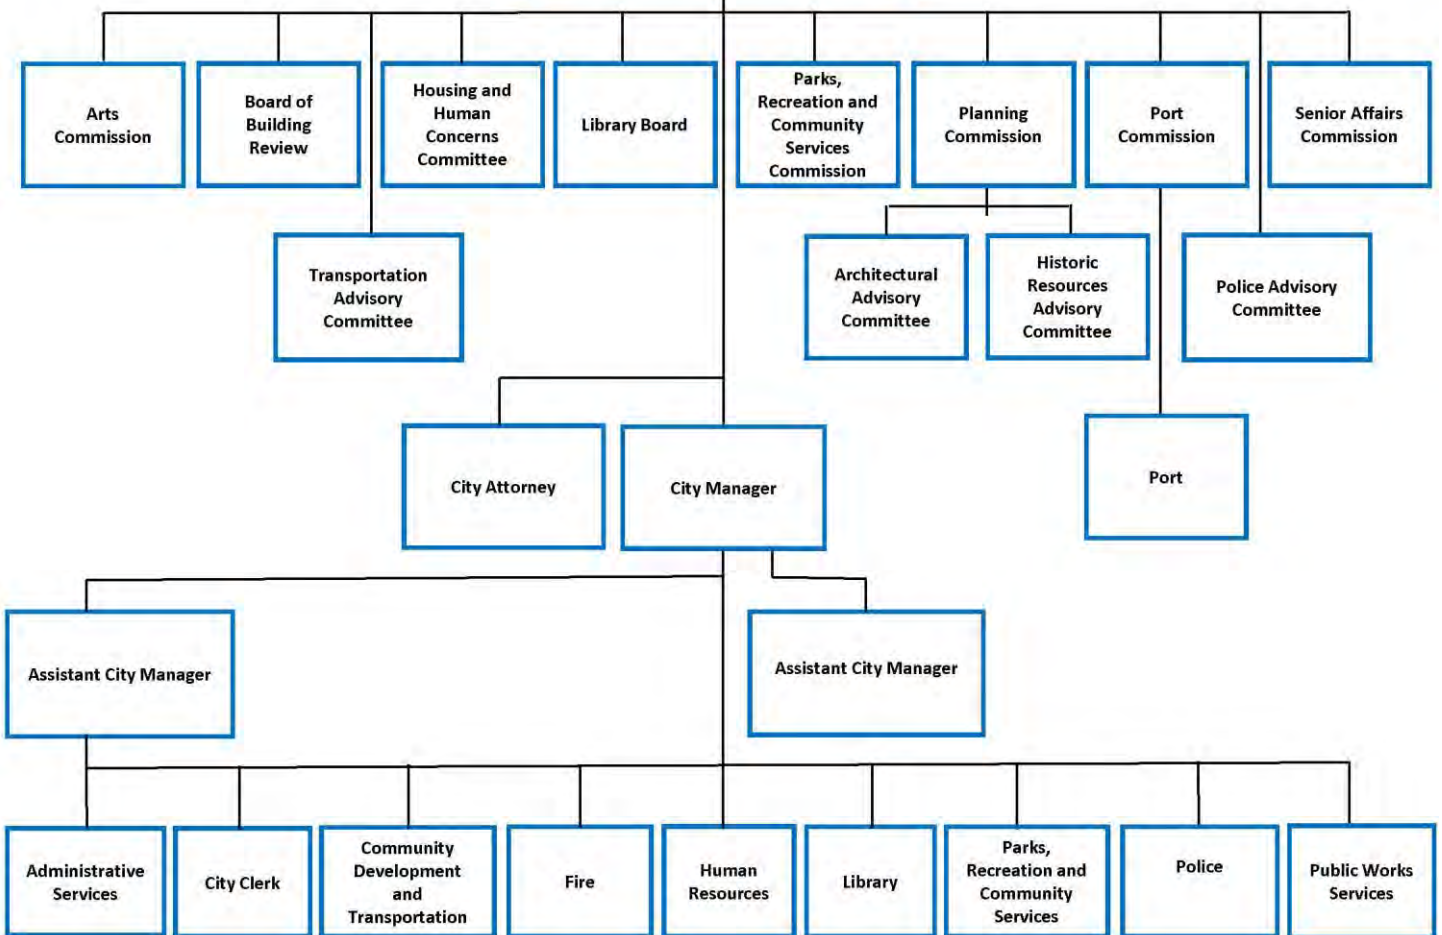 Arts
Commission
Board of
Building
Review
Housing and
Human
Concerns
Committee
Library Board
Parks,
Recreation and
Community
Services
Commission
Planning
Commission
Port
Commission
Senior Affairs
Commission
Transportation
Advisory
Committee
Architectural
Advisory
Committee
Historic
Resources
Advisory
Committee
Police Advisory
Committee
City Attorney
City Manager
Port
Assistant City Manager
Assistant City Manager
Administrative
Services
City Clerk
Community
Development
and
Transportation
Fire
Human
Resources
Library
Parks,
Recreation and
Community
Services
Police
Public Works
Services